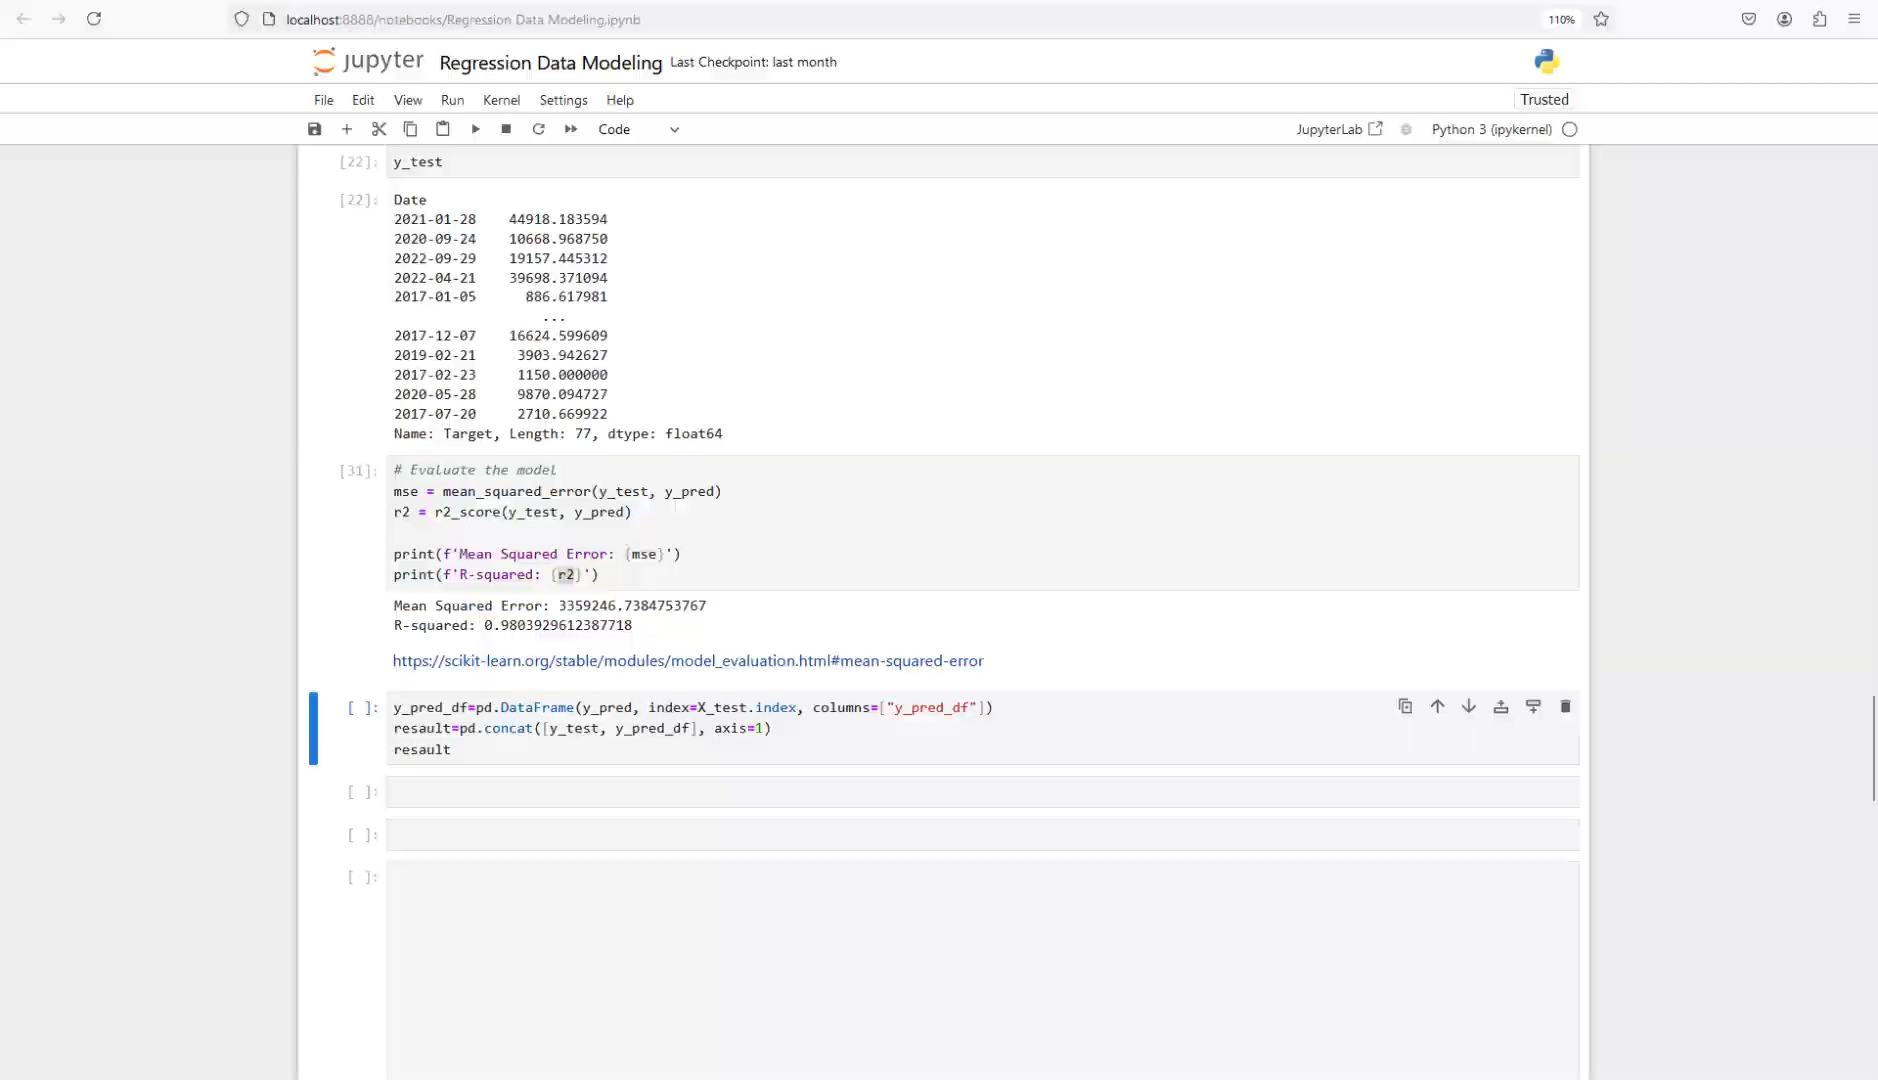 localhost:8888/notebooks/Regression Data Modeling.ipynb
110%
jupyter Regression Data Modeling Last Checkpoint: last month
File Edit View Run Kernel Settings Help
Trusted
Code
JupyterLab
Python 3 (ipykernel)
[22]: y_test
[22]: Date
2021-01-28 44918.183594
2020-09-24 10668.968750
2022-09-29 19157.445312
2022-04-21 39698.371094
2017-01-05 886.617981
...
2017-12-07 16624.599609
2019-02-21 3903.942627
2017-02-23 1150.000000
2020-05-28 9870.094727
2017-07-20 2710.669922
Name: Target, Length: 77, dtype: float64
[31]: # Evaluate the model
mse = mean_squared_error(y_test, y_pred)
r2 = r2_score(y_test, y_pred)
print(f'Mean Squared Error: {mse}')
print(f'R-squared: {r2}')
Mean Squared Error: 3359246.7384753767
R-squared: 0.9803929612387718
https://scikit-learn.org/stable/modules/model_evaluation.html#mean-squared-error
[ ]: y_pred_df=pd.DataFrame(y_pred, index=X_test.index, columns=["y_pred_df"])
resault=pd.concat([y_test, y_pred_df], axis=1)
resault
[ ]:
[ ]:
[ ]: